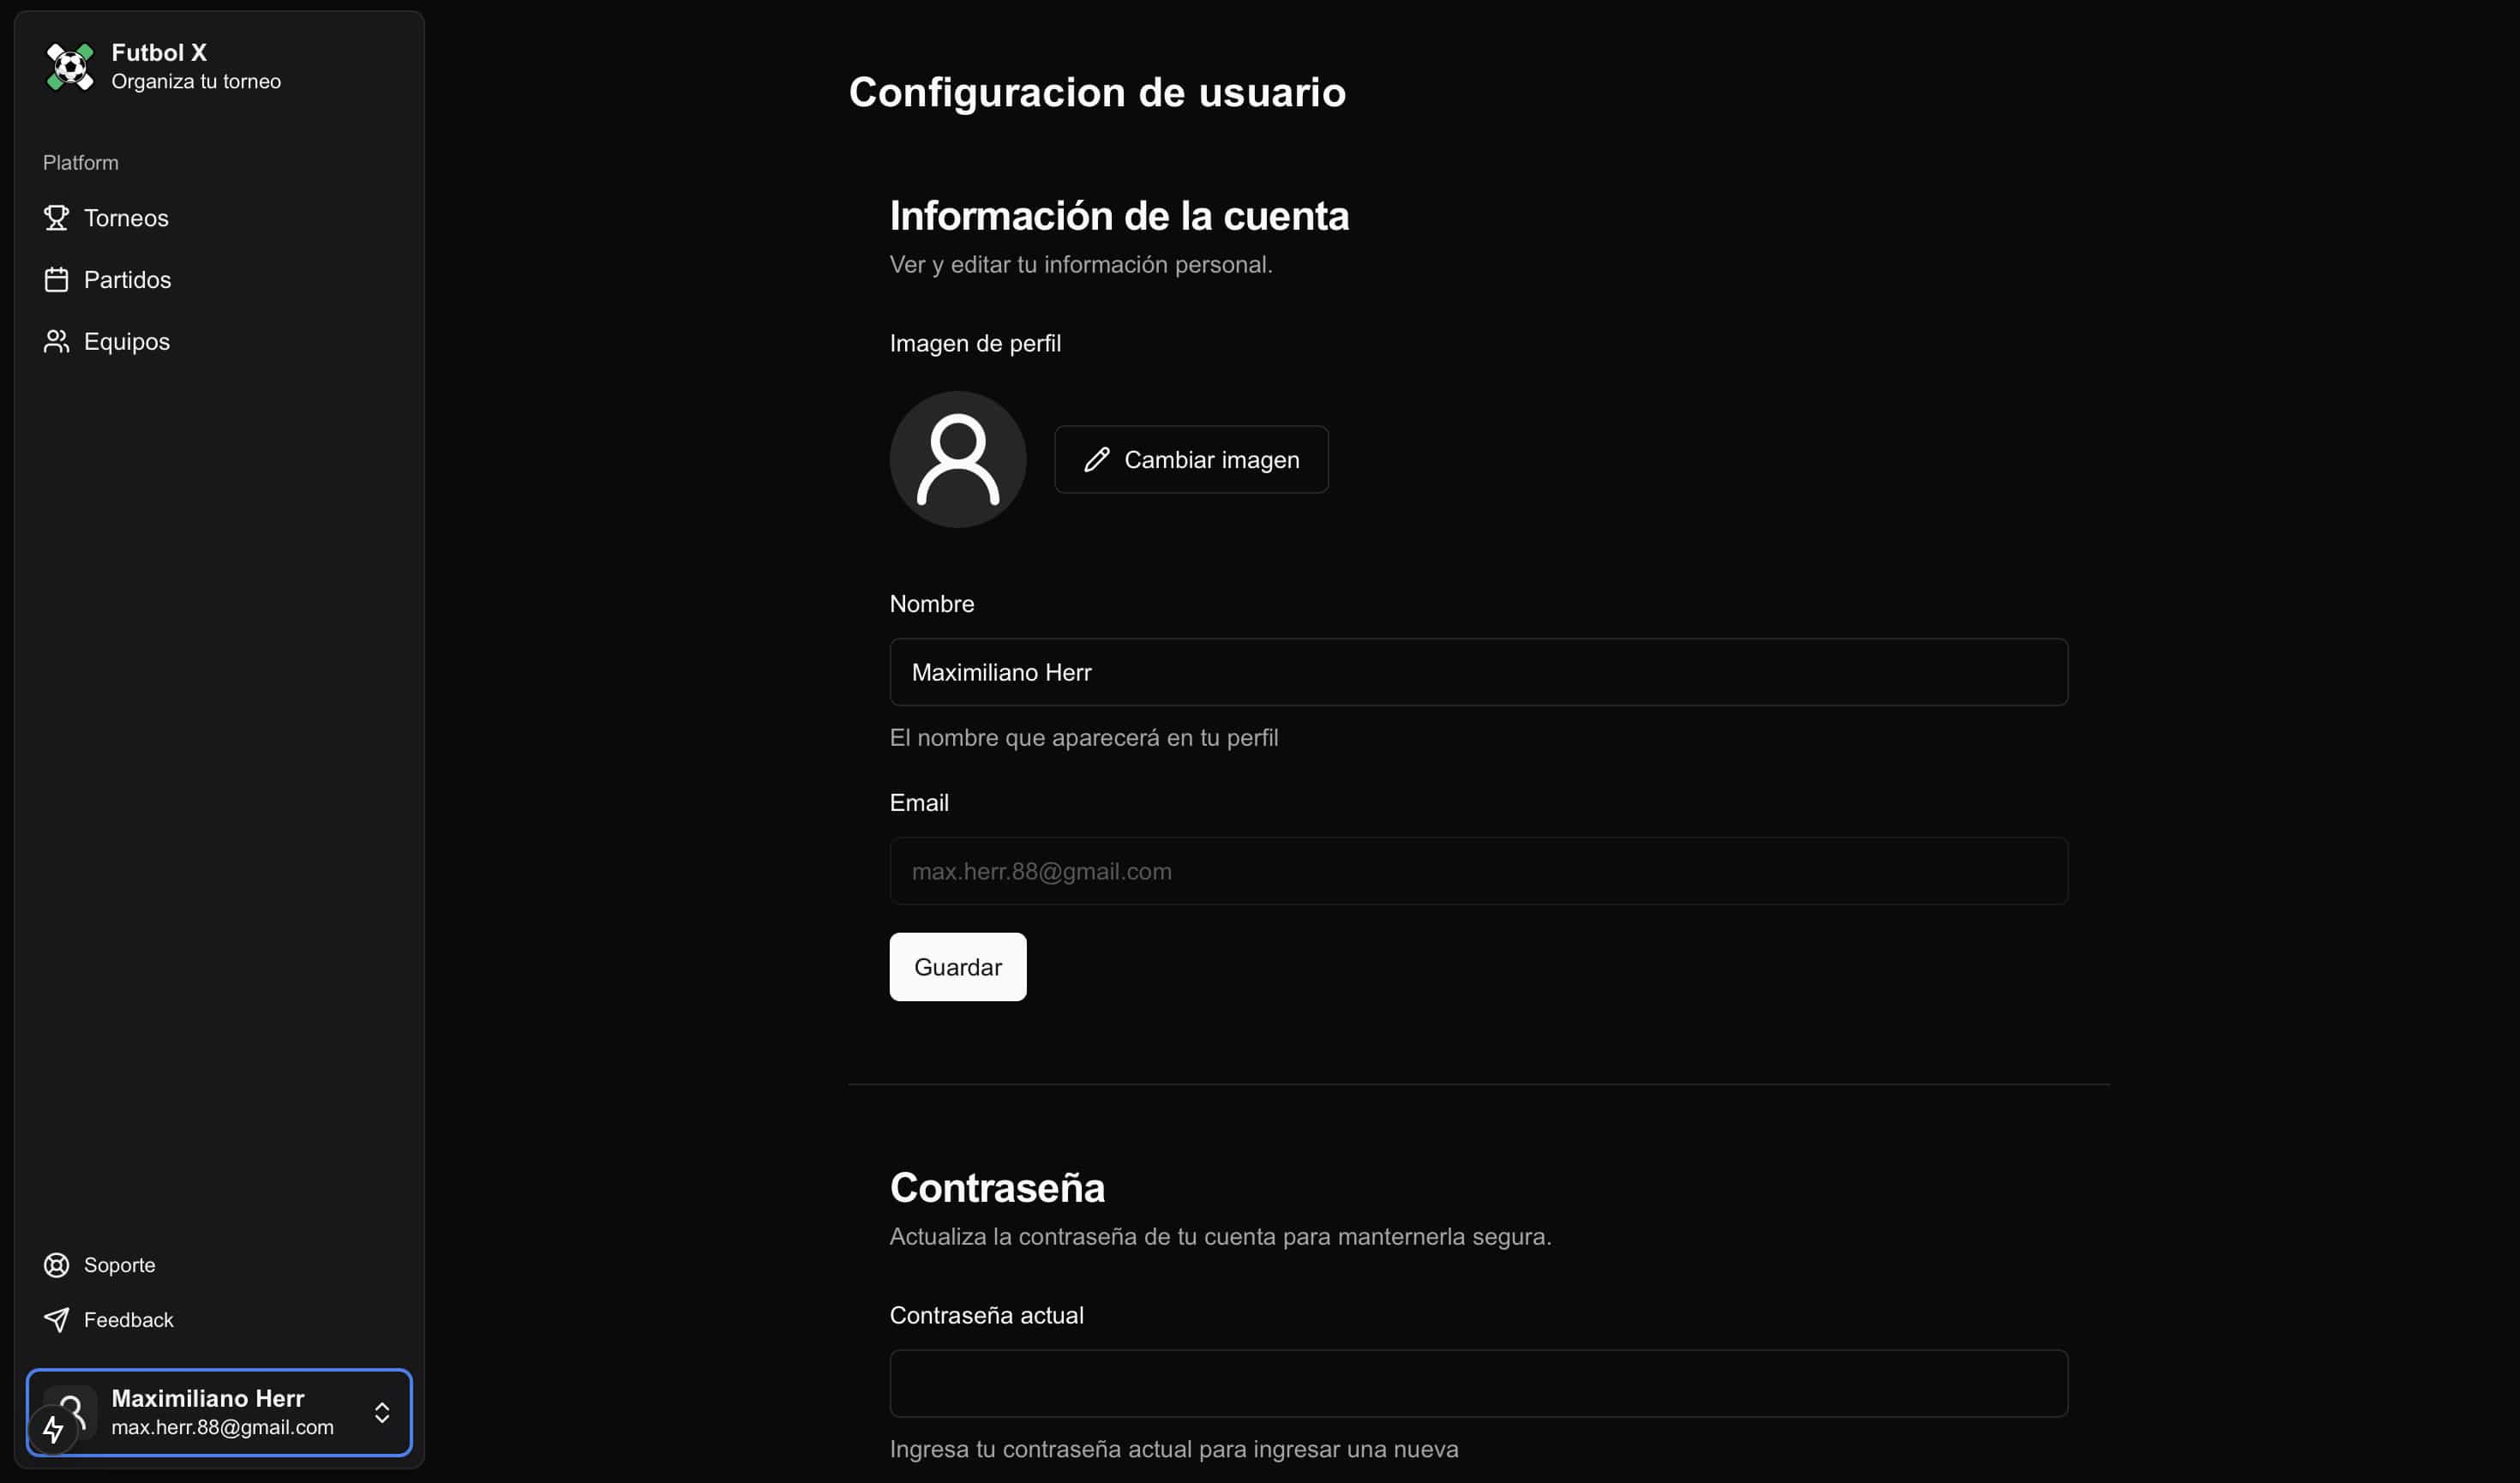 Futbol X
Organiza tu torneo
Platform
Torneos
Partidos
Equipos
Soporte
Feedback
Maximiliano Herr
max.herr.88@gmail.com
Configuracion de usuario
Información de la cuenta
Ver y editar tu información personal.
Imagen de perfil
Cambiar imagen
Nombre
Maximiliano Herr
El nombre que aparecerá en tu perfil
Email
max.herr.88@gmail.com
Guardar
Contraseña
Actualiza la contraseña de tu cuenta para manternerla segura.
Contraseña actual
Ingresa tu contraseña actual para ingresar una nueva